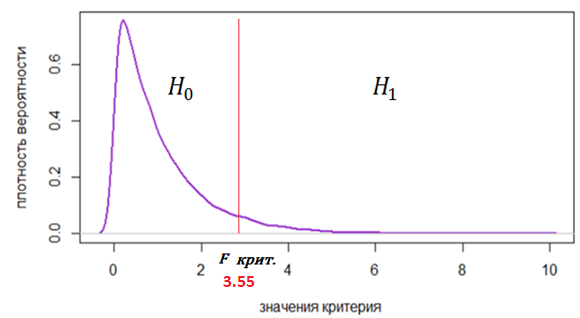 плотность вероятности
0.0 0.2 0.4 0.6
H₀ H₁
0 2 4 6 8 10
F крит.
3.55
значения критерия